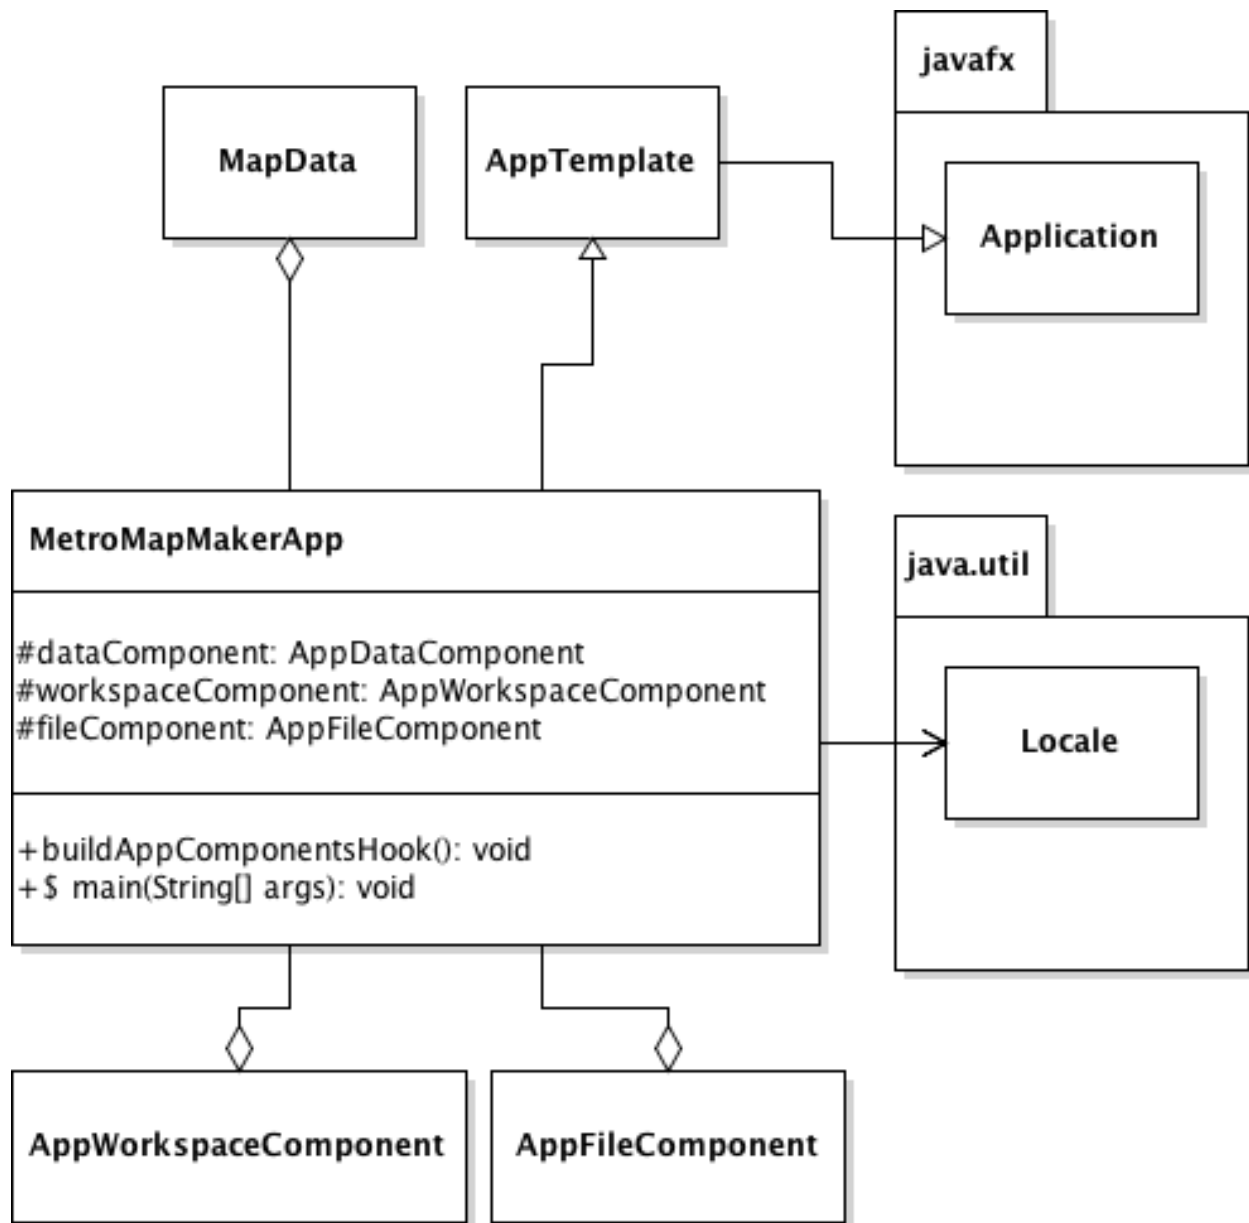 javafx
MapData
AppTemplate
Application
MetroMapMakerApp
#dataComponent: AppDataComponent
#workspaceComponent: AppWorkspaceComponent
#fileComponent: AppFileComponent
+buildAppComponentsHook(): void
+$ main(String[] args): void
java.util
Locale
AppWorkspaceComponent
AppFileComponent